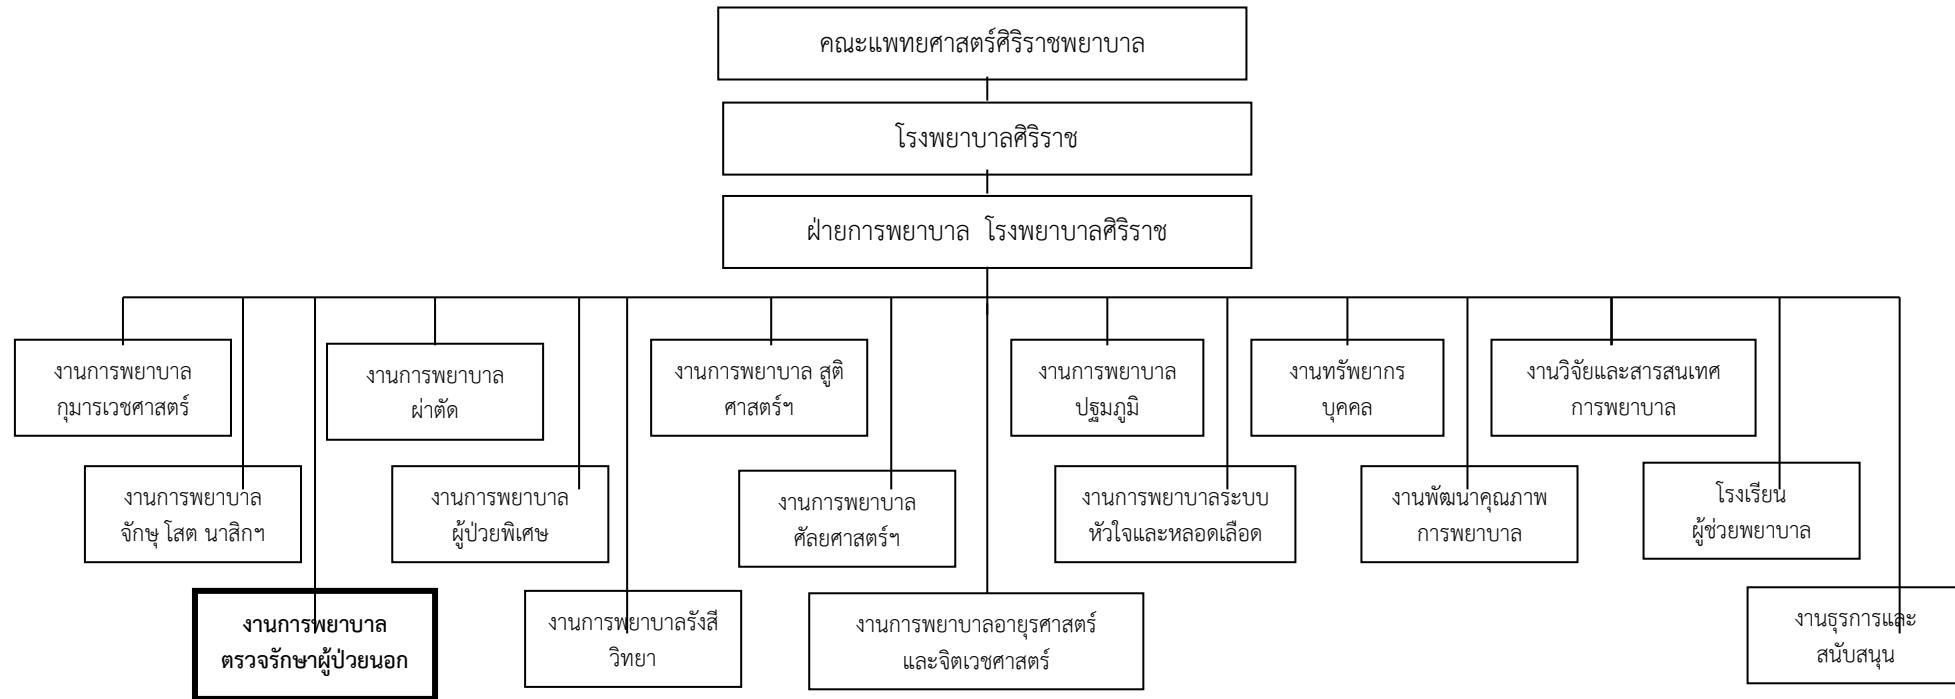 คณะแพทยศาสตร์ศิริราชพยาบาล
โรงพยาบาลศิริราช
ฝ่ายการพยาบาล โรงพยาบาลศิริราช
งานการพยาบาล
กุมารเวชศาสตร์
งานการพยาบาล
ผ่าตัด
งานการพยาบาล สูติ
ศาสตร์ฯ
งานการพยาบาล
ปฐมภูมิ
งานทรัพยากร
บุคคล
งานวิจัยและสารสนเทศ
การพยาบาล
งานการพยาบาล
จักษุ โสต นาสิกฯ
งานการพยาบาล
ผู้ป่วยพิเศษ
งานการพยาบาล
ศัลยศาสตร์ฯ
งานการพยาบาลระบบ
หัวใจและหลอดเลือด
งานพัฒนาคุณภาพ
การพยาบาล
โรงเรียน
ผู้ช่วยพยาบาล
งานการพยาบาล
ตรวจรักษาผู้ป่วยนอก
งานการพยาบาลรังสี
วิทยา
งานการพยาบาลอายุรศาสตร์
และจิตเวชศาสตร์
งานธุรการและ
สนับสนุน